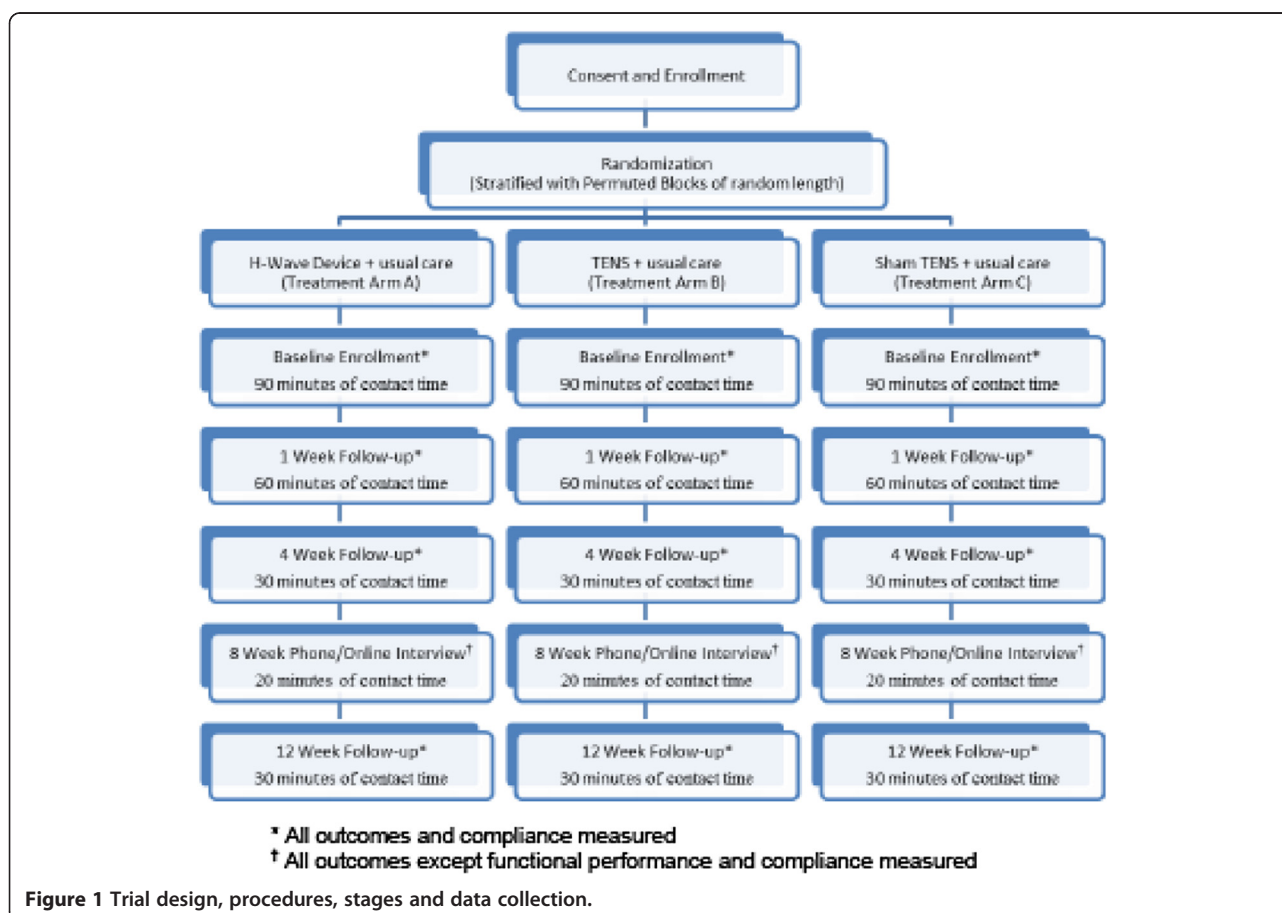 Consent and Enrollment
Randomization
(Stratified with Permuted Blocks of random length)
H-Wave Device + usual care
(Treatment Arm A)
TENS + usual care
(Treatment Arm B)
Sham TENS + usual care
(Treatment Arm C)
Baseline Enrollment*
90 minutes of contact time
Baseline Enrollment*
90 minutes of contact time
Baseline Enrollment*
90 minutes of contact time
1 Week Follow-up*
60 minutes of contact time
1 Week Follow-up*
60 minutes of contact time
1 Week Follow-up*
60 minutes of contact time
4 Week Follow-up*
30 minutes of contact time
4 Week Follow-up*
30 minutes of contact time
4 Week Follow-up*
30 minutes of contact time
8 Week Phone/Online Interview†
20 minutes of contact time
8 Week Phone/Online Interview†
20 minutes of contact time
8 Week Phone/Online Interview†
20 minutes of contact time
12 Week Follow-up*
30 minutes of contact time
12 Week Follow-up*
30 minutes of contact time
12 Week Follow-up*
30 minutes of contact time
* All outcomes and compliance measured
† All outcomes except functional performance and compliance measured
Figure 1 Trial design, procedures, stages and data collection.